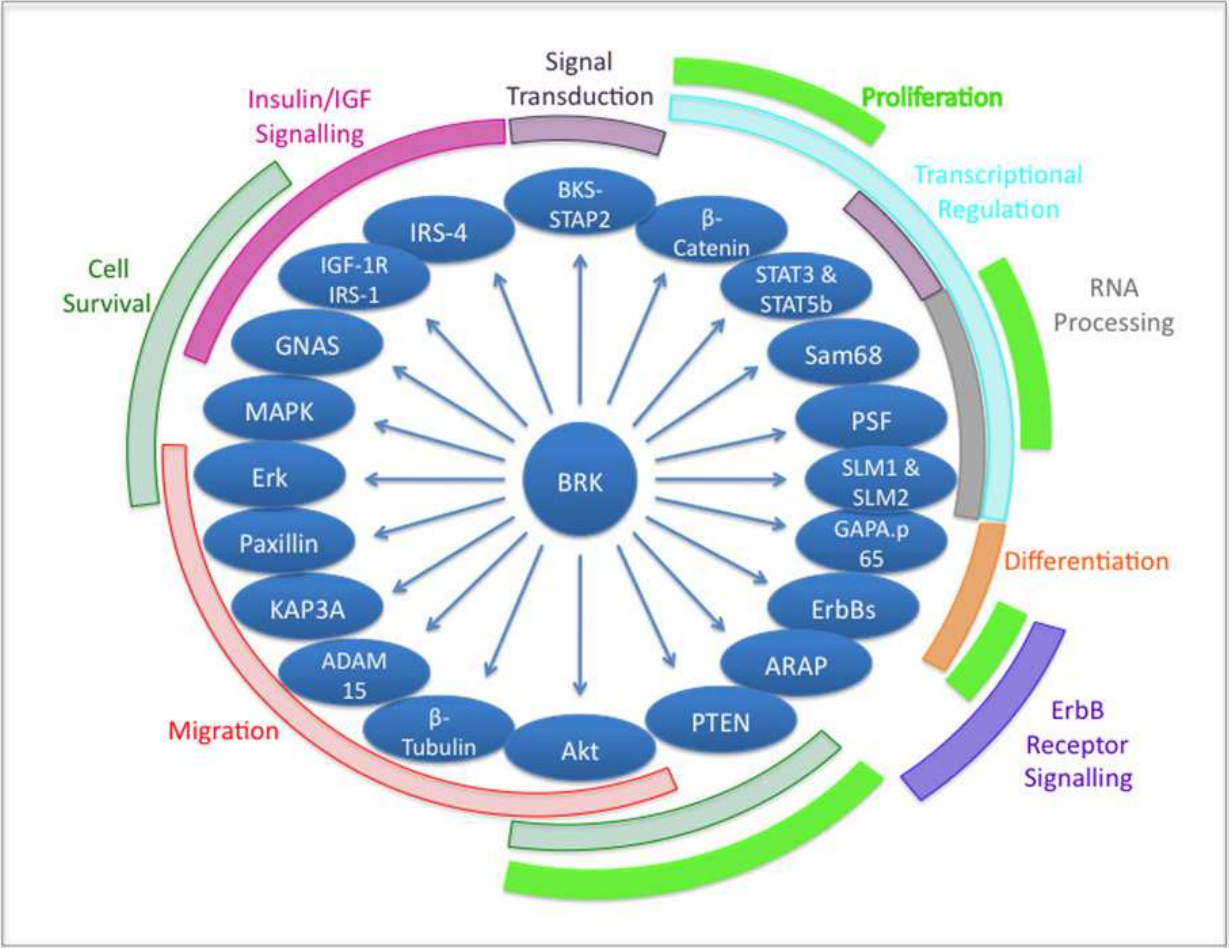 Signal
Transduction
Proliferation
Insulin/IGF
Signalling
Transcriptional
Regulation
Cell
Survival
RNA
Processing
Differentiation
ErbB
Receptor
Signalling
Migration
BKS-
STAP2
β-
Catenin
STAT3 &
STAT5b
Sam68
PSF
SLM1 &
SLM2
GAPA.p
65
ErbBs
ARAP
PTEN
Akt
β-
Tubulin
ADAM
15
KAP3A
Paxillin
Erk
MAPK
GNAS
IGF-1R
IRS-1
IRS-4
BRK